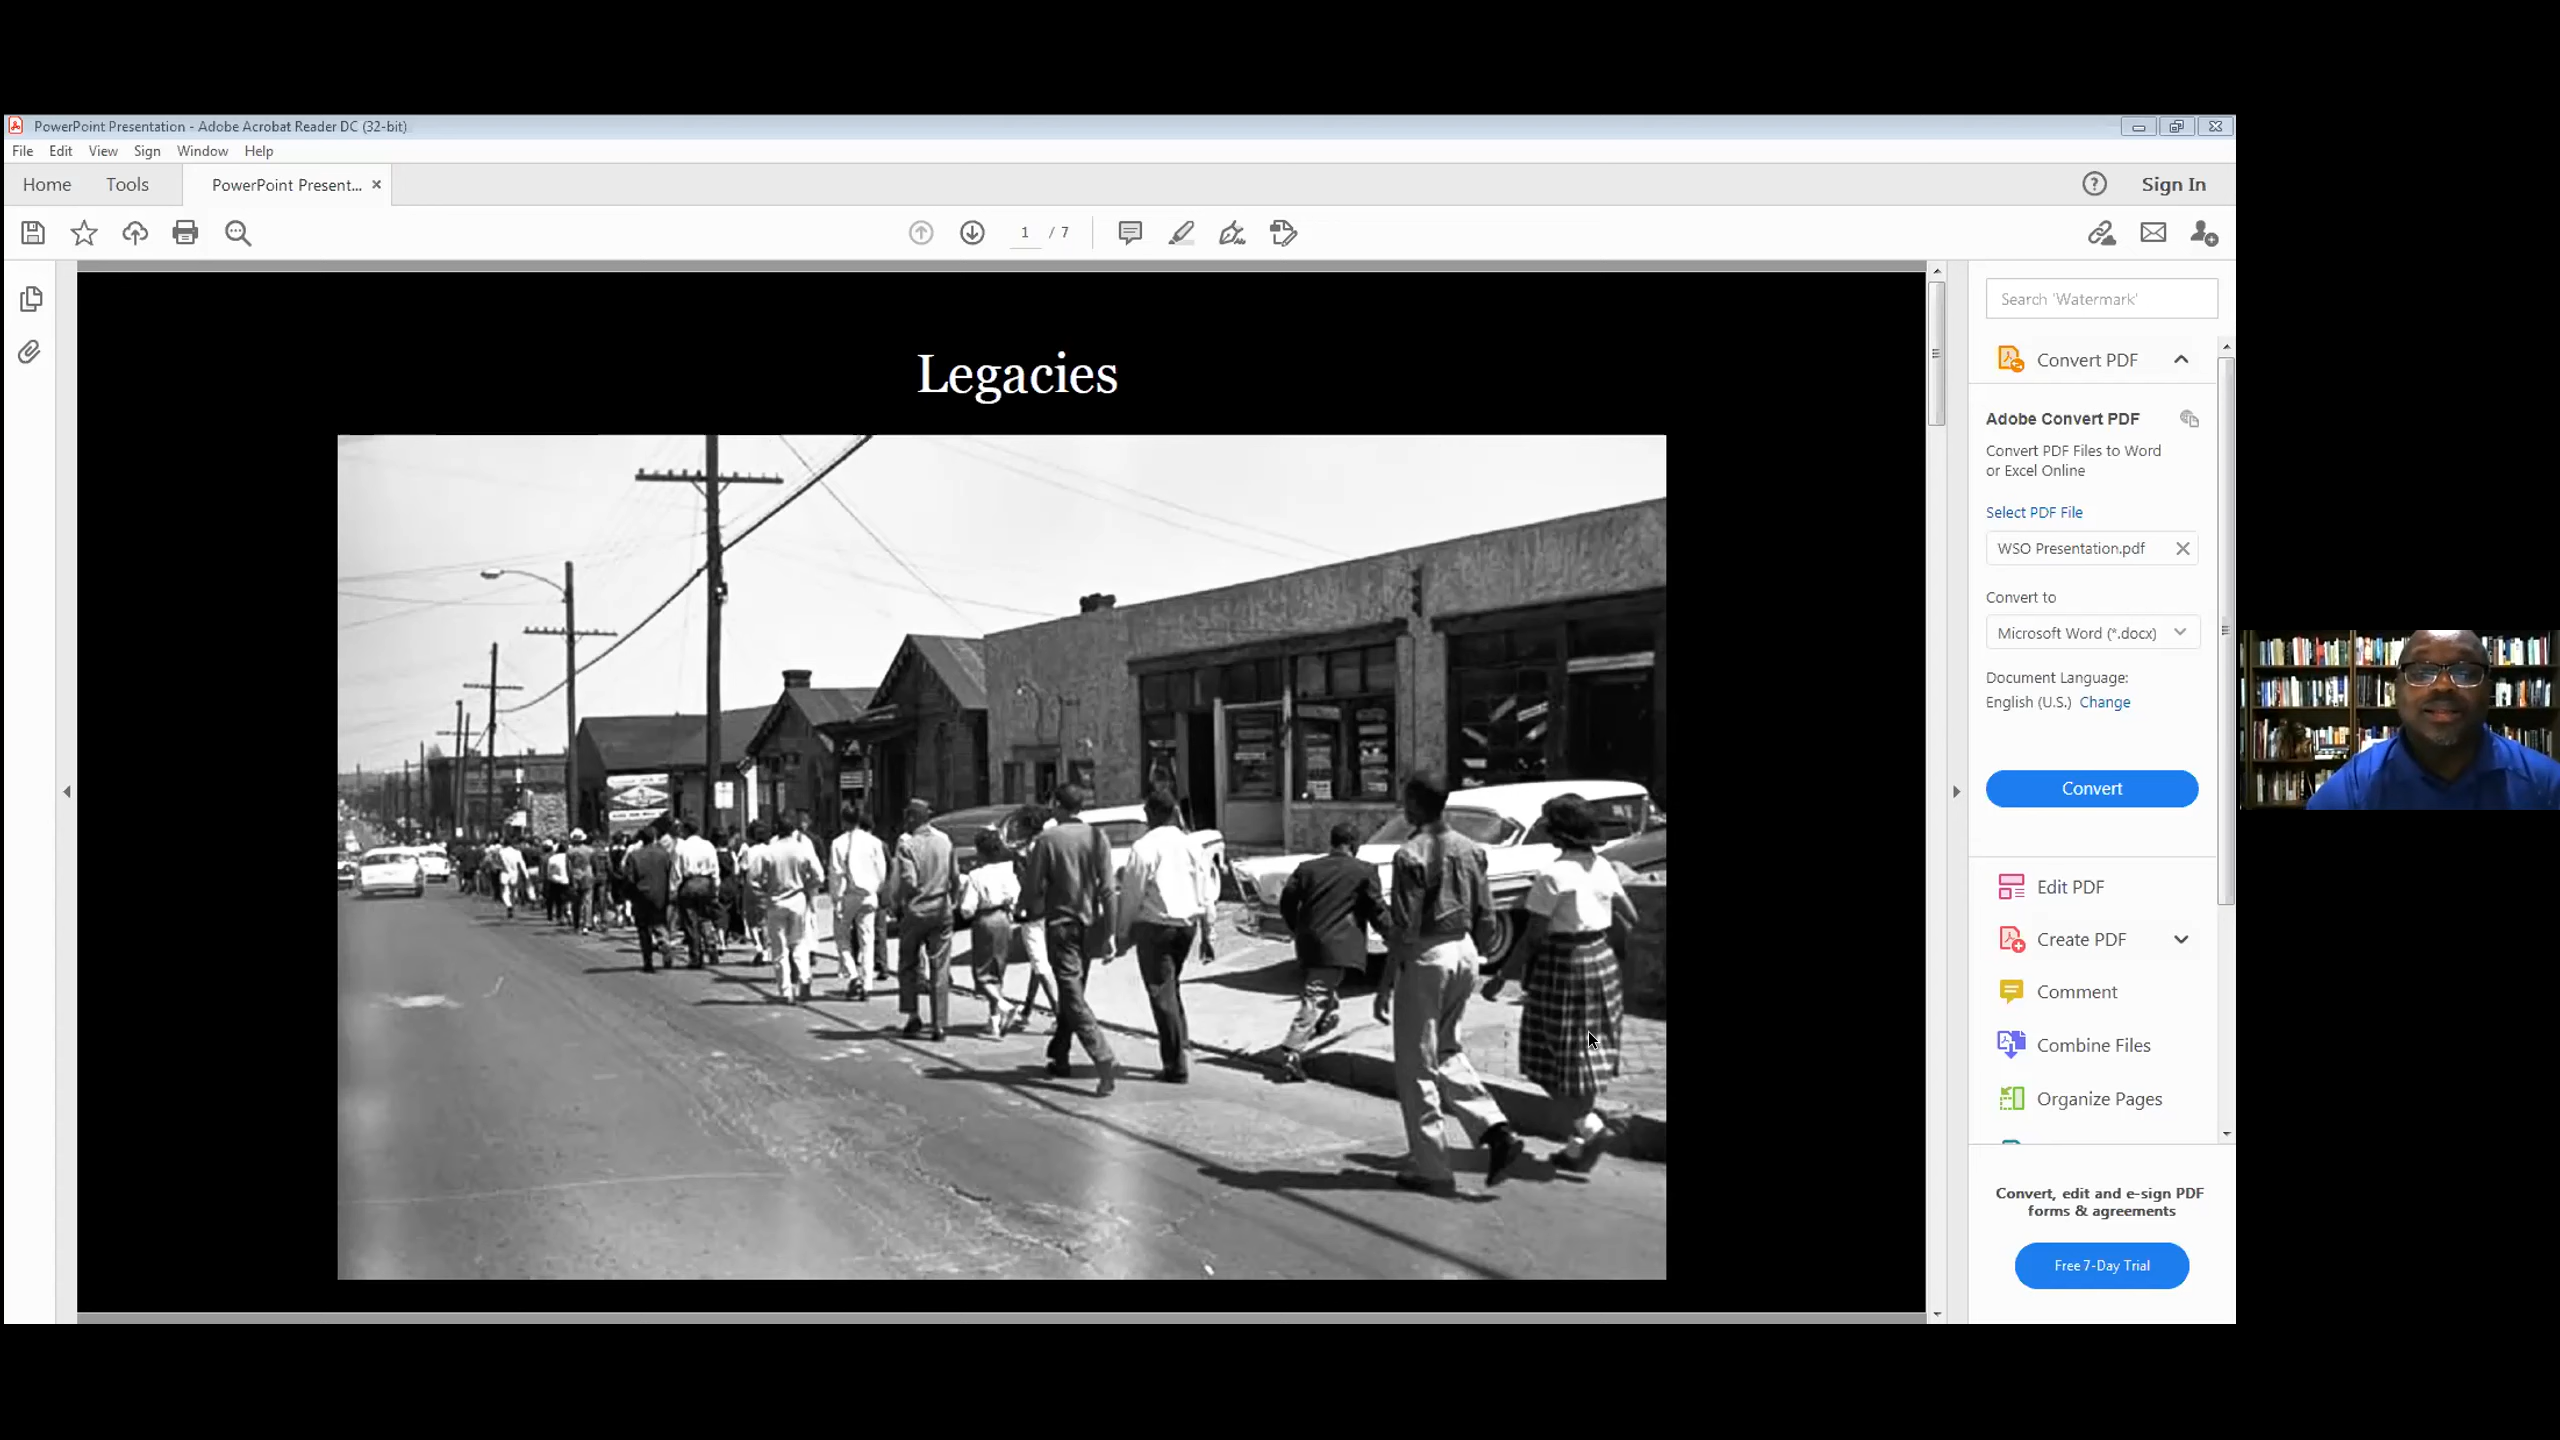 PowerPoint Presentation - Adobe Acrobat Reader DC (32-bit)
File Edit View Sign Window Help
Home Tools PowerPoint Present... ×
Sign In
1 / 7
Search 'Watermark'
Legacies
Convert PDF
Adobe Convert PDF
Convert PDF Files to Word
or Excel Online
Select PDF File
WSO Presentation.pdf
Convert to
Microsoft Word (*.docx)
Document Language:
English (U.S.) Change
Convert
Edit PDF
Create PDF
Comment
Combine Files
Organize Pages
Convert, edit and e-sign PDF
forms & agreements
Free 7-Day Trial